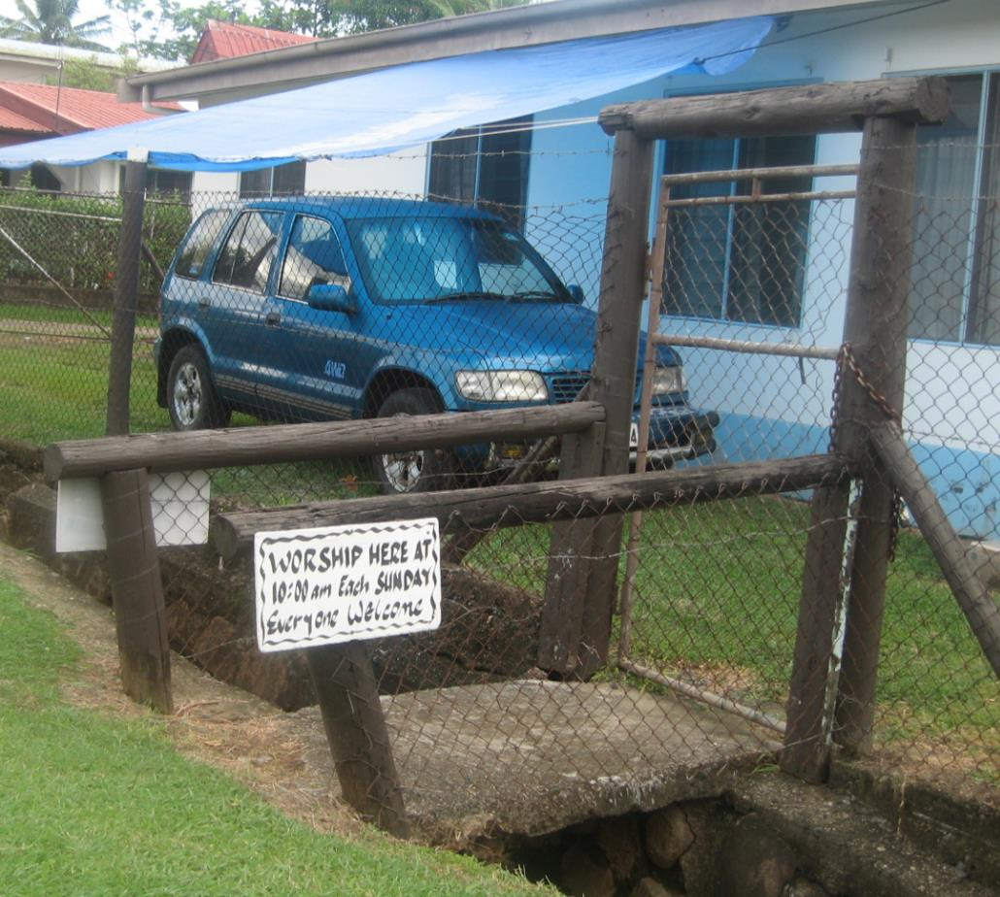 4WD
WORSHIP HERE AT
10:00 am Each SUNDAY
Everyone Welcome